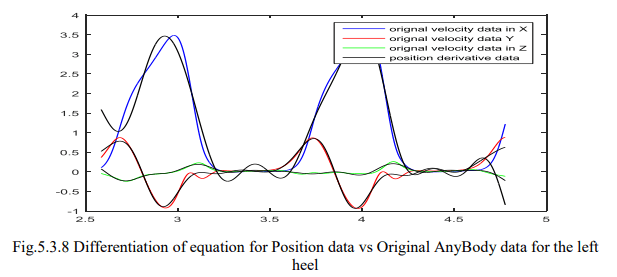 4
3.5
3
2.5
2
1.5
1
0.5
0
-0.5
-1
2.5 3 3.5 4 4.5 5
orignal velocity data in X
orignal velocity data Y
orignal velocity data in Z
position derivative data
Fig.5.3.8 Differentiation of equation for Position data vs Original AnyBody data for the left
heel